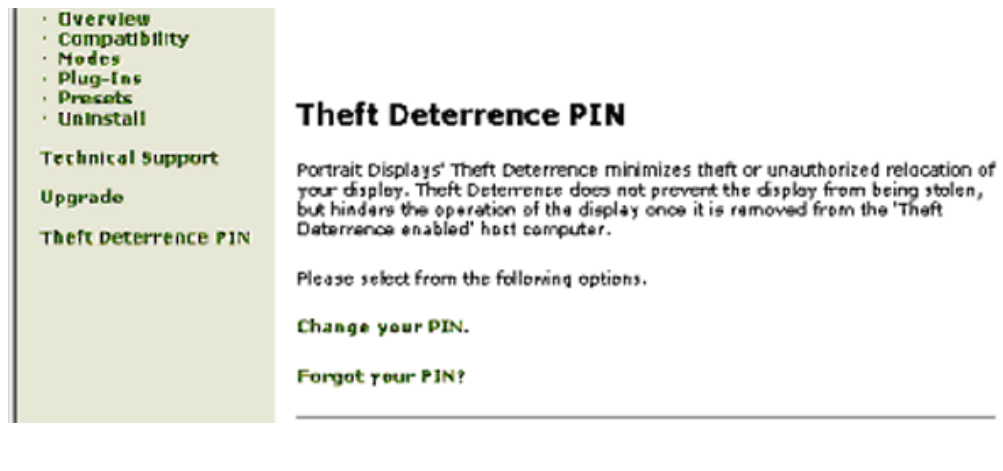 · Overview
· Compatibility
· Modes
· Plug-Ins
· Presets
· Uninstall
Technical Support
Upgrade
Theft Deterrence PIN
Theft Deterrence PIN
Portrait Displays' Theft Deterrence minimizes theft or unauthorized relocation of
your display. Theft Deterrence does not prevent the display from being stolen,
but hinders the operation of the display once it is removed from the 'Theft
Deterrence enabled' host computer.
Please select from the following options.
Change your PIN.
Forgot your PIN?